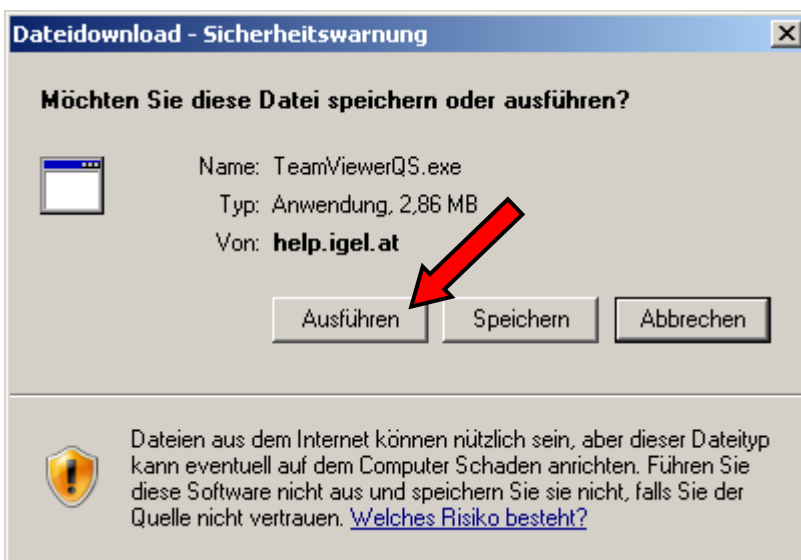 Dateidownload - Sicherheitswarnung
Möchten Sie diese Datei speichern oder ausführen?
Name: TeamViewerQS.exe
Typ: Anwendung, 2,86 MB
Von: help.igel.at
Ausführen Speichern Abbrechen
Dateien aus dem Internet können nützlich sein, aber dieser Dateityp
kann eventuell auf dem Computer Schaden anrichten. Führen Sie
diese Software nicht aus und speichern Sie sie nicht, falls Sie der
Quelle nicht vertrauen. Welches Risiko besteht?